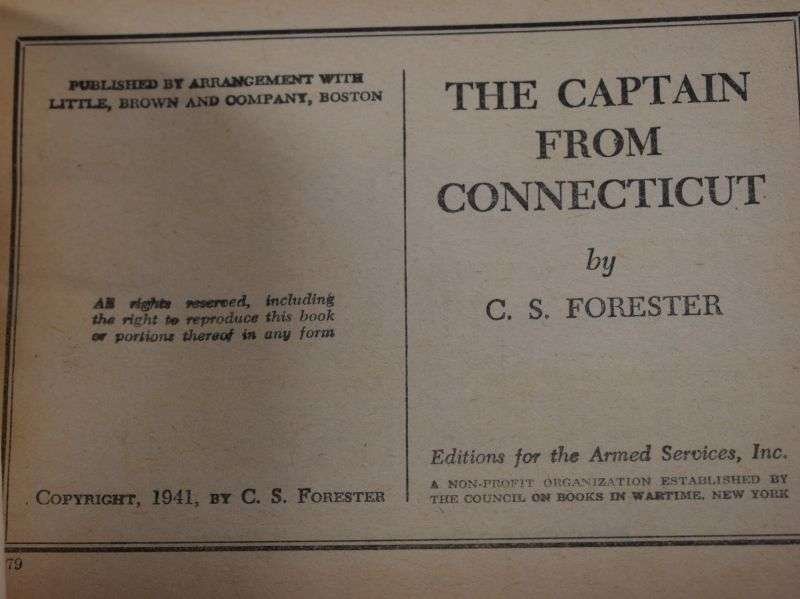 PUBLISHED BY ARRANGEMENT WITH
LITTLE, BROWN AND COMPANY, BOSTON
All rights reserved, including
the right to reproduce this book
or portions thereof in any form
COPYRIGHT, 1941, BY C. S. FORESTER
THE CAPTAIN
FROM
CONNECTICUT
by
C. S. FORESTER
Editions for the Armed Services, Inc.
A NON-PROFIT ORGANIZATION ESTABLISHED BY
THE COUNCIL ON BOOKS IN WARTIME, NEW YORK
79